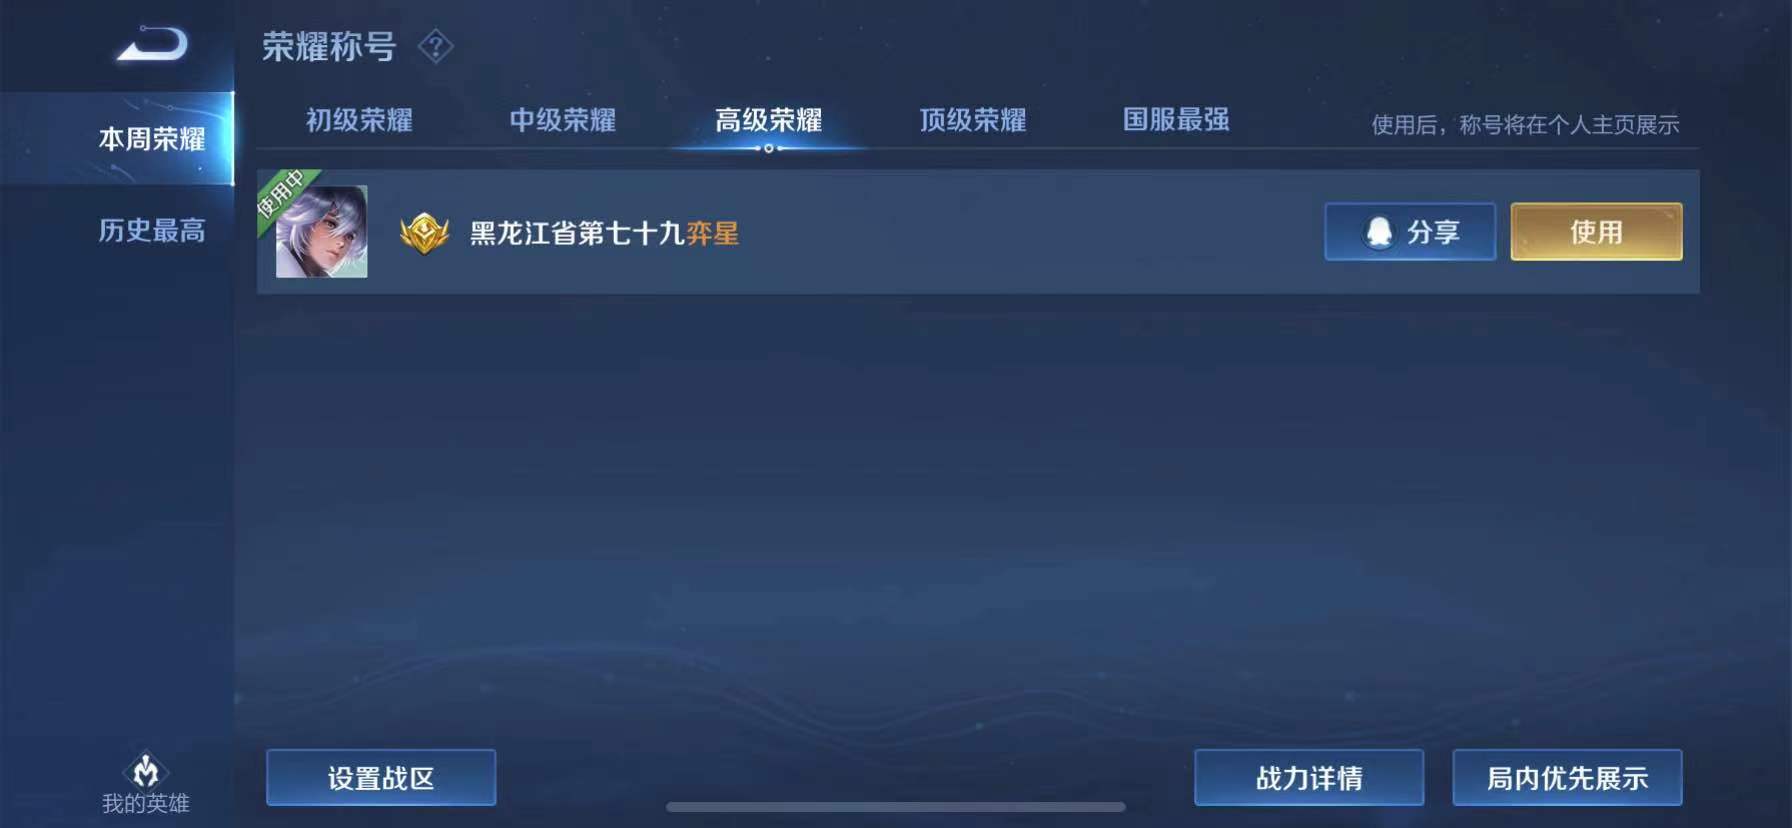 荣耀称号 ?
本周荣耀
历史最高
初级荣耀 中级荣耀 高级荣耀 顶级荣耀 国服最强 使用后，称号将在个人主页展示
使用中
黑龙江省第七十九弈星
分享 使用
我的英雄
设置战区 战力详情 局内优先展示